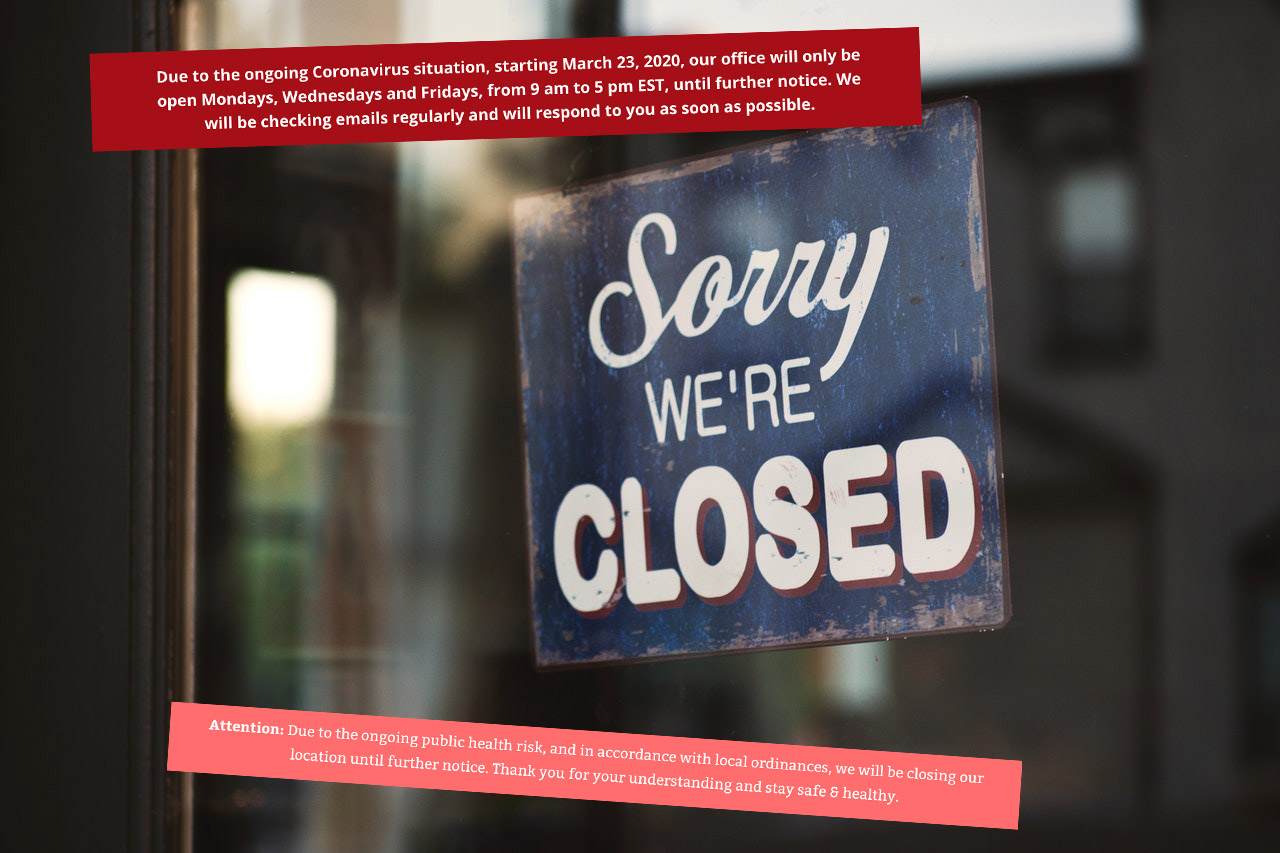 Due to the ongoing Coronavirus situation, starting March 23, 2020, our office will only be
open Mondays, Wednesdays and Fridays, from 9 am to 5 pm EST, until further notice. We
will be checking emails regularly and will respond to you as soon as possible.
Sorry
WE'RE
CLOSED
Attention: Due to the ongoing public health risk, and in accordance with local ordinances, we will be closing our
location until further notice. Thank you for your understanding and stay safe & healthy.